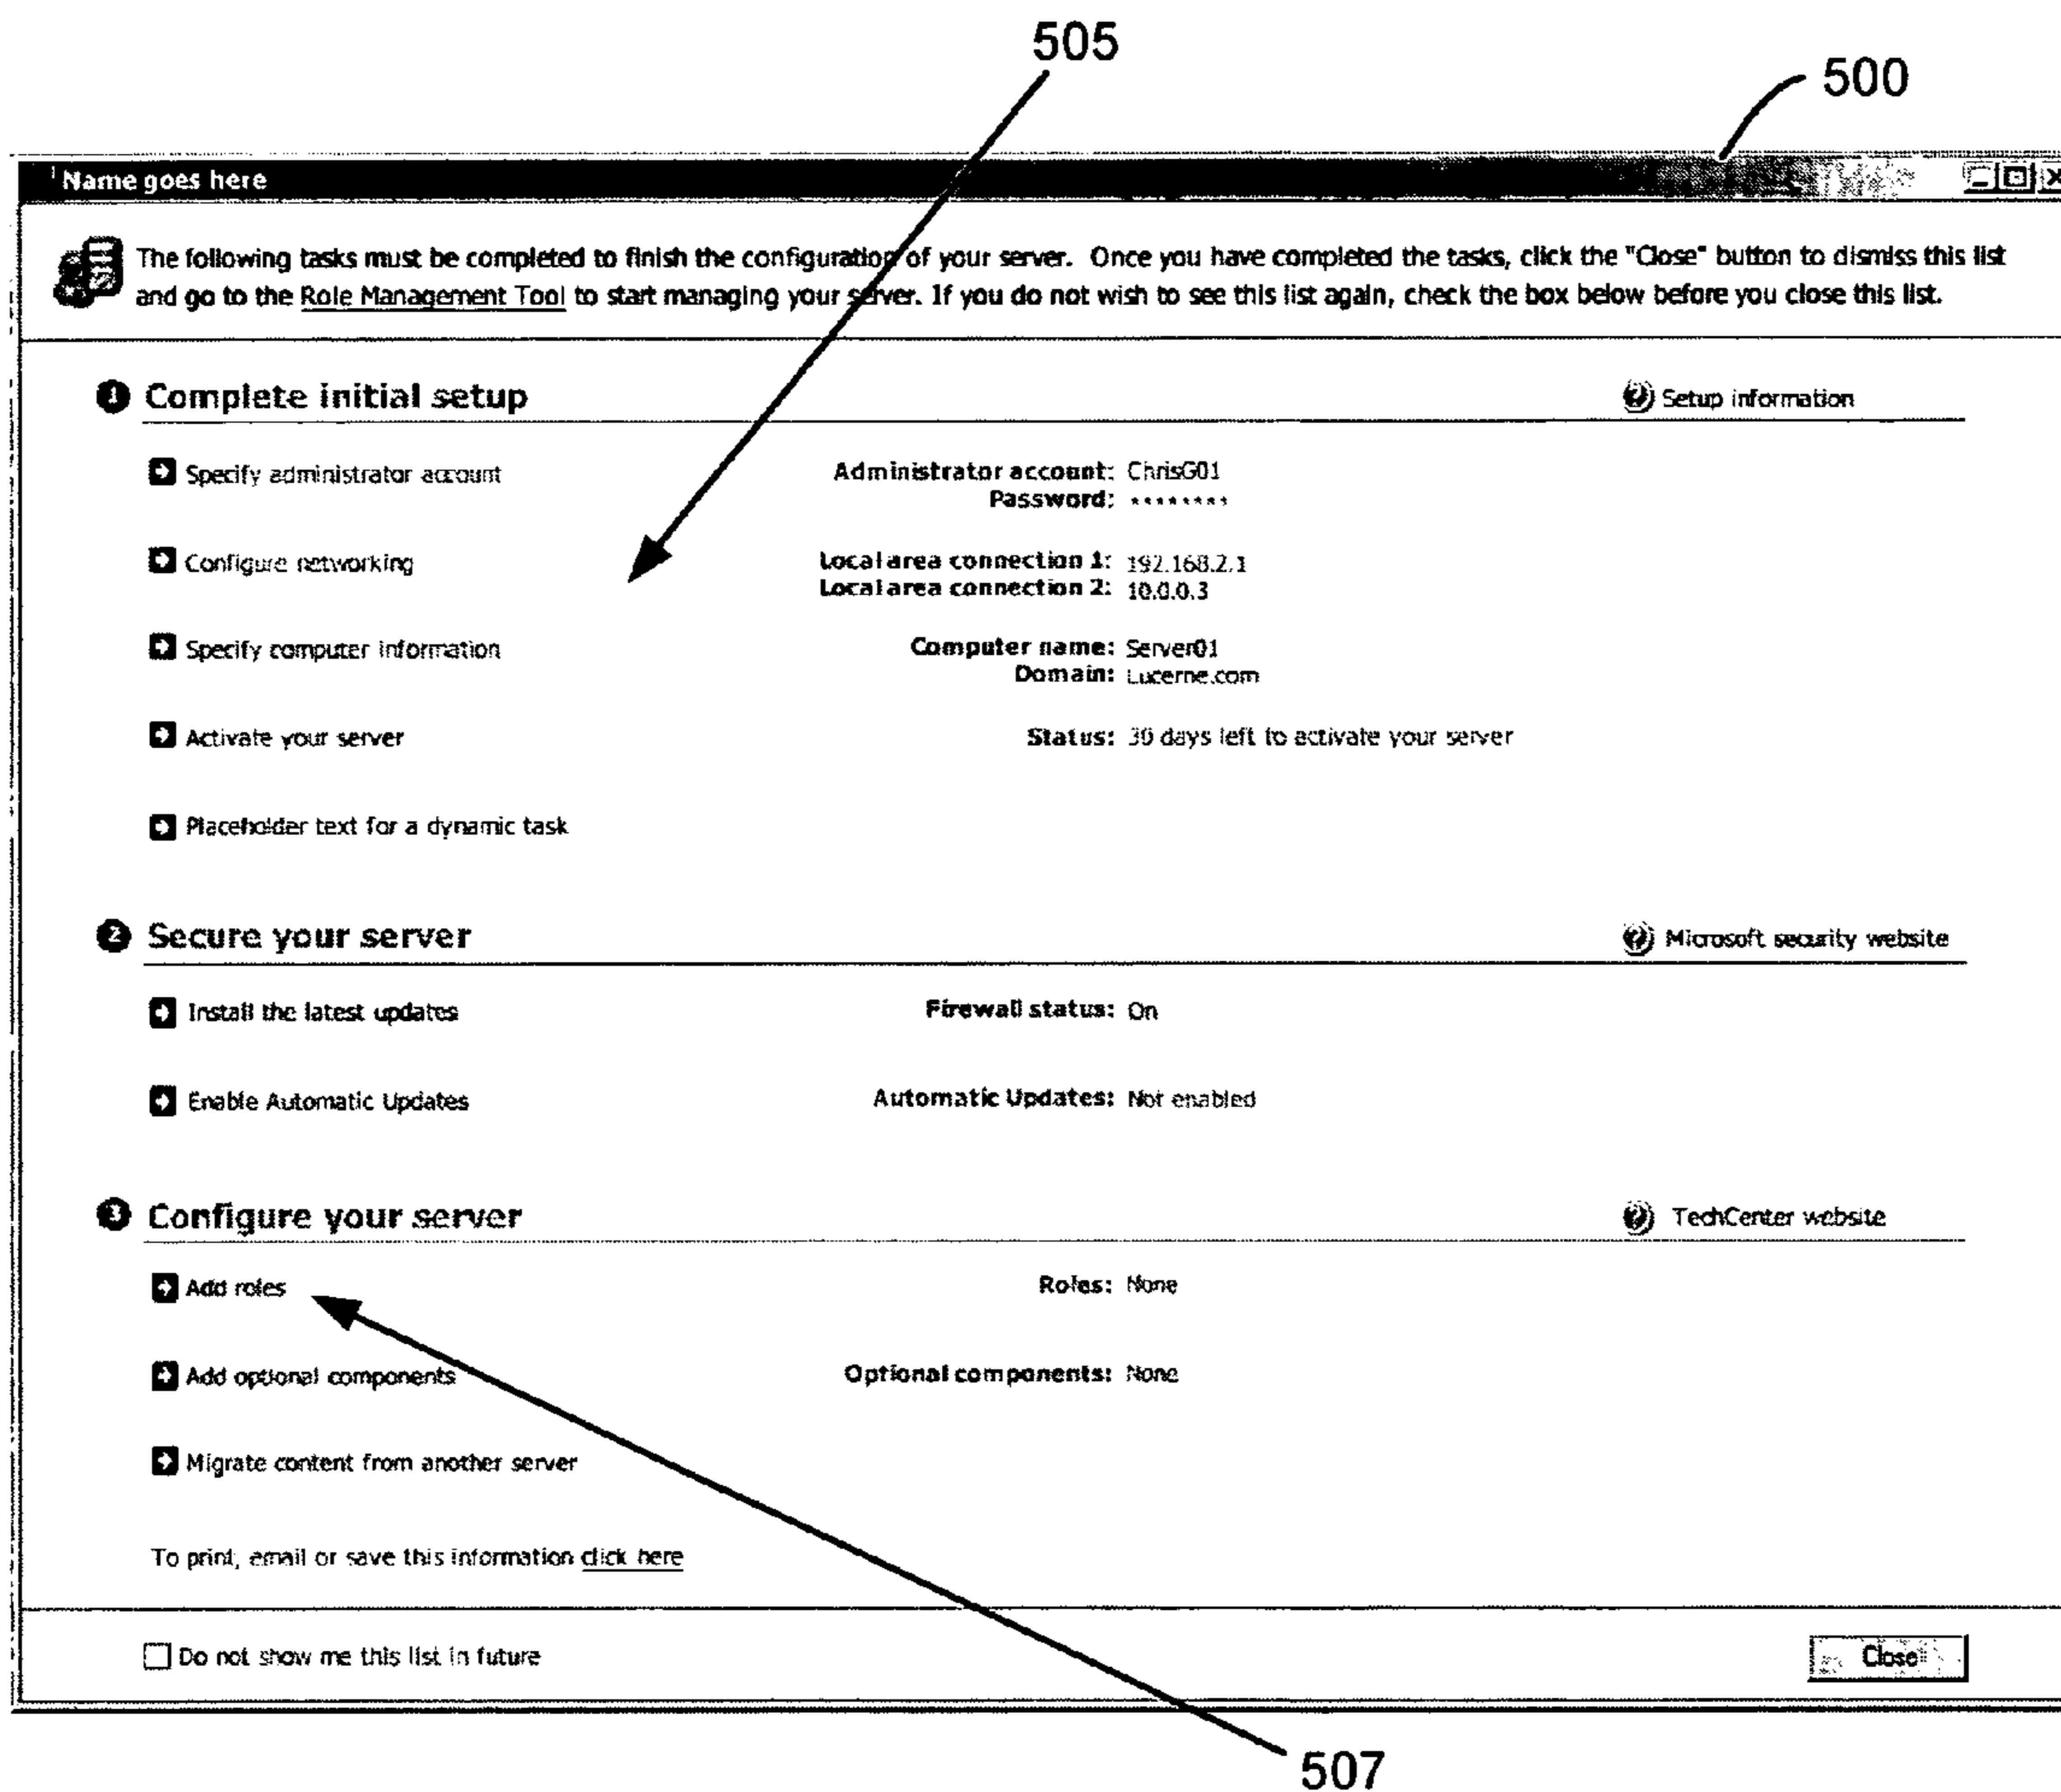 505
500
Name goes here
The following tasks must be completed to finish the configuration of your server. Once you have completed the tasks, click the "Close" button to dismiss this list
and go to the Role Management Tool to start managing your server. If you do not wish to see this list again, check the box below before you close this list.
1 Complete initial setup
? Setup information
Specify administrator account
Administrator account: ChrisG01
Password: ********
Configure networking
Local area connection 1: 192.168.2.1
Local area connection 2: 10.0.0.3
Specify computer information
Computer name: Server01
Domain: Lucerne.com
Activate your server
Status: 30 days left to activate your server
Placeholder text for a dynamic task
2 Secure your server
? Microsoft security website
Install the latest updates
Firewall status: On
Enable Automatic Updates
Automatic Updates: Not enabled
3 Configure your server
? TechCenter website
Add roles
Roles: None
Add optional components
Optional components: None
Migrate content from another server
To print, email or save this information click here
Do not show me this list in future
Close
507